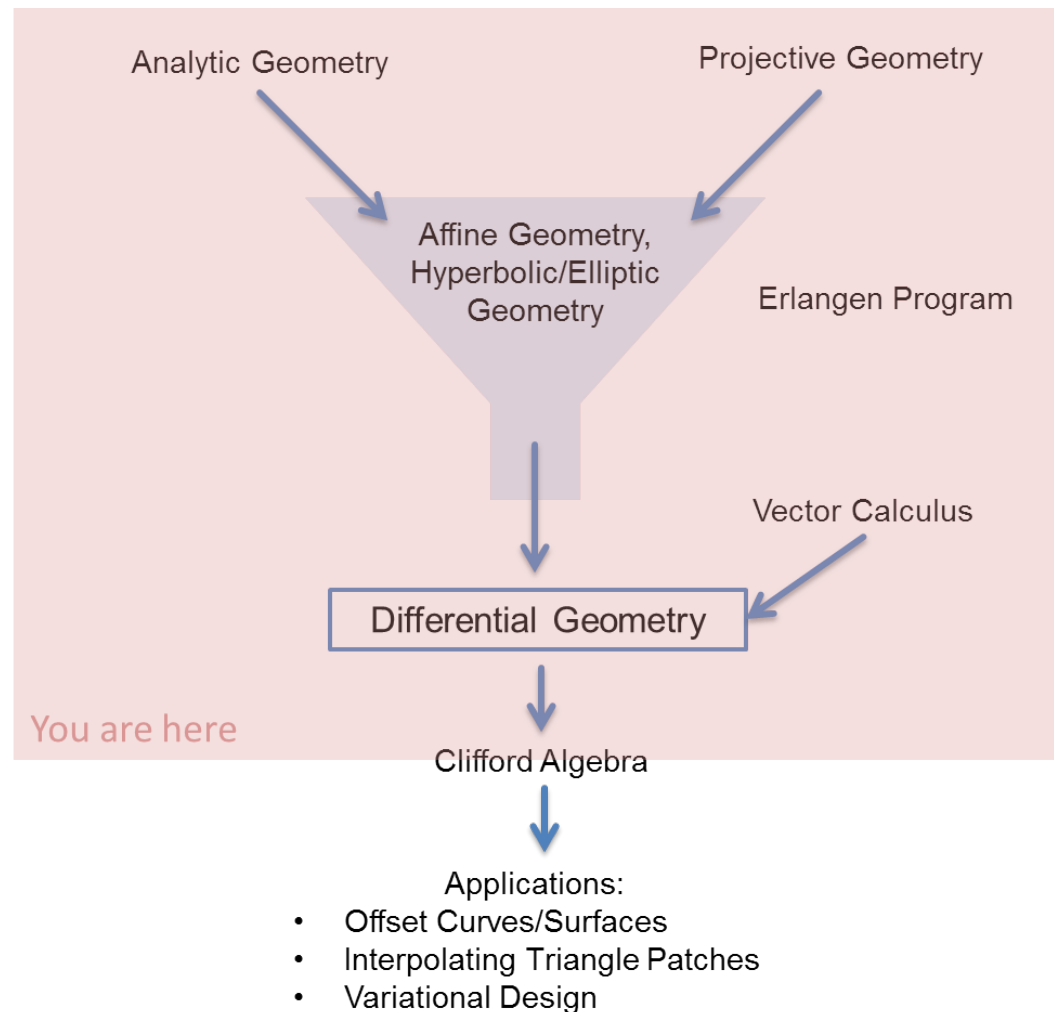 Analytic Geometry
Projective Geometry
Affine Geometry,
Hyperbolic/Elliptic
Geometry
Erlangen Program
Vector Calculus
Differential Geometry
You are here
Clifford Algebra
Applications:
• Offset Curves/Surfaces
• Interpolating Triangle Patches
• Variational Design